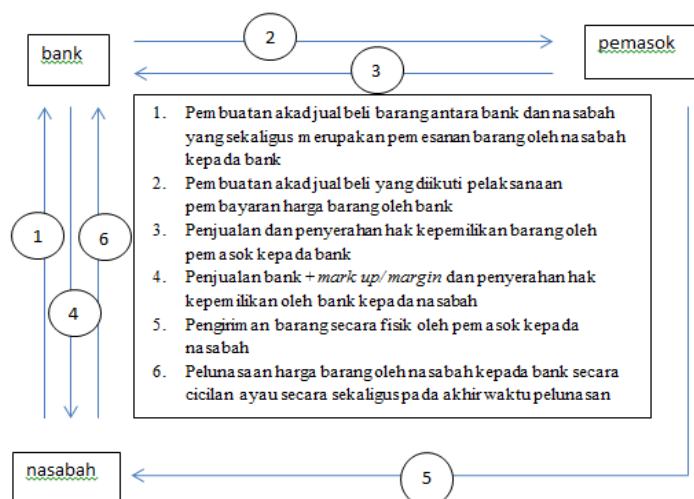 bank
2
pemasok
3
1. Pembuatan akad jual beli barang antara bank dan nasabah
yang sekaligus merupakan pemesanan barang oleh nasabah
kepada bank
2. Pembuatan akad jual beli yang diikuti pelaksanaan
pembayaran harga barang oleh bank
3. Penjualan dan penyerahan hak kepemilikan barang oleh
pemasok kepada bank
4. Penjualan bank + mark up/margin dan penyerahan hak
kepemilikan oleh bank kepada nasabah
5. Pengiriman barang secara fisik oleh pemasok kepada
nasabah
6. Pelunasaan harga barang oleh nasabah kepada bank secara
cicilan ayau secara sekaligus pada akhir waktu pelunasan
1
6
4
nasabah
5